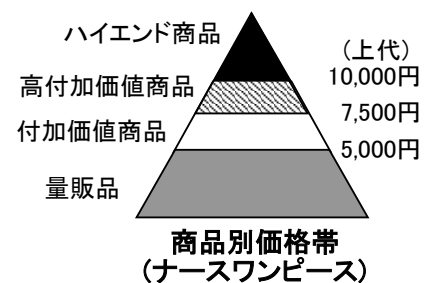 ハイエンド商品
(上代)
10,000円
高付加価値商品
7,500円
付加価値商品
5,000円
量販品
商品別価格帯
(ナースワンピース)